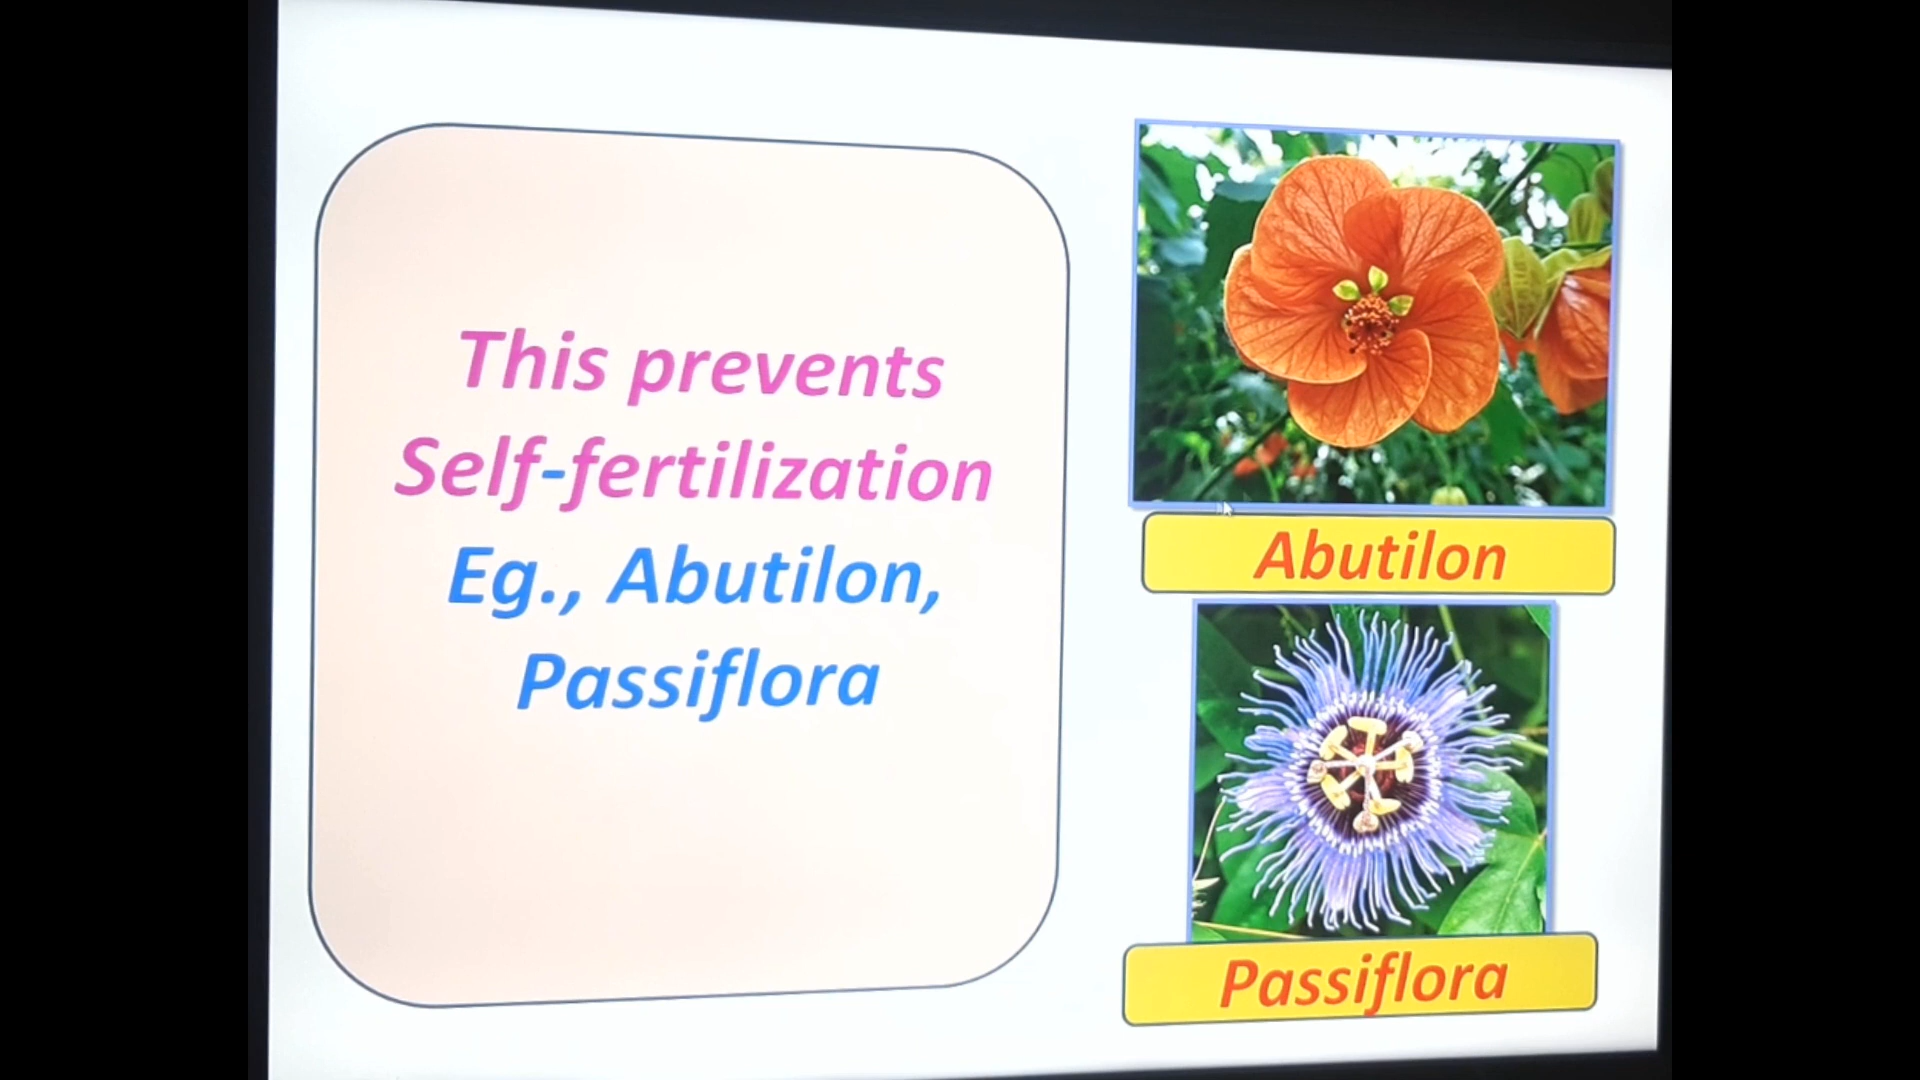 This prevents
Self-fertilization
Eg., Abutilon,
Passiflora
Abutilon
Passiflora